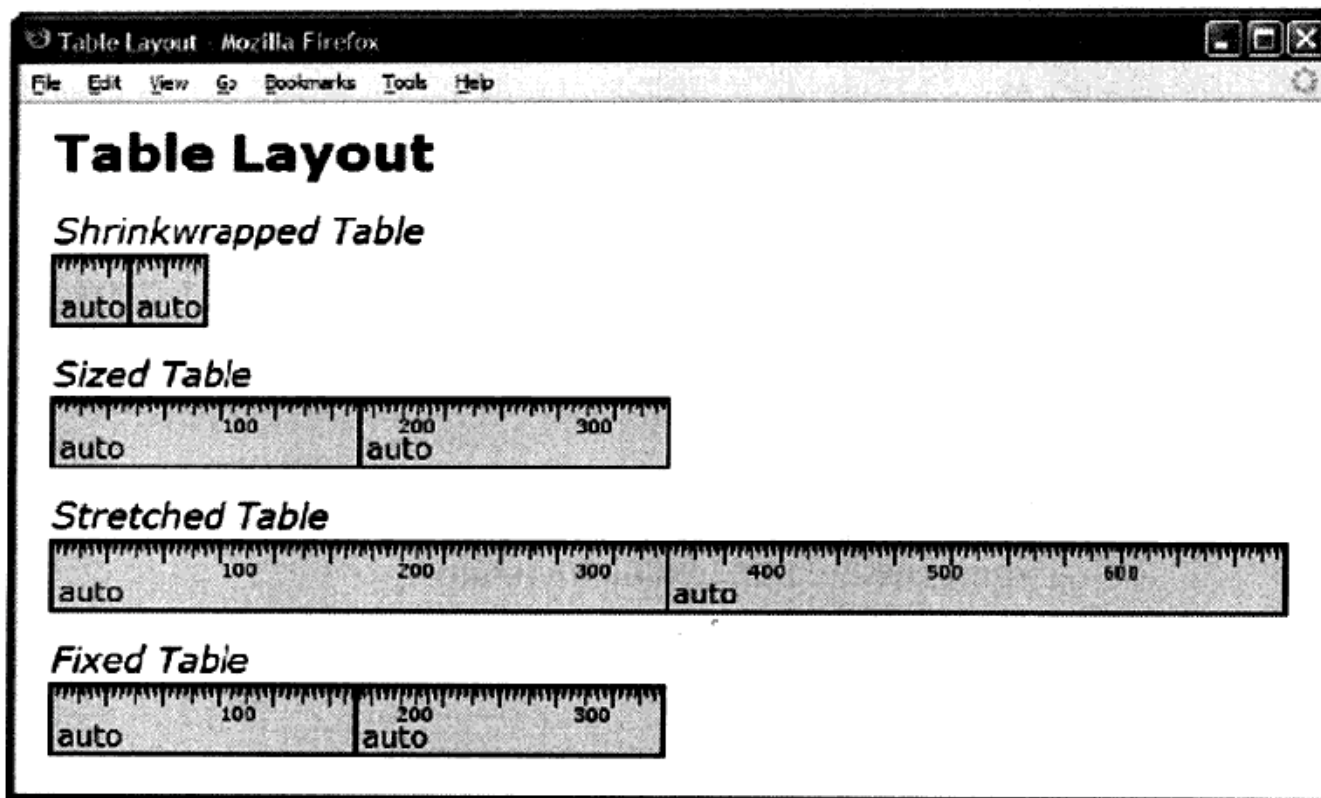 Table Layout - Mozilla Firefox
File Edit View Go Bookmarks Tools Help
Table Layout
Shrinkwrapped Table
auto auto
Sized Table
100 200 300
auto auto
Stretched Table
100 200 300 400 500 600
auto auto
Fixed Table
100 200 300
auto auto